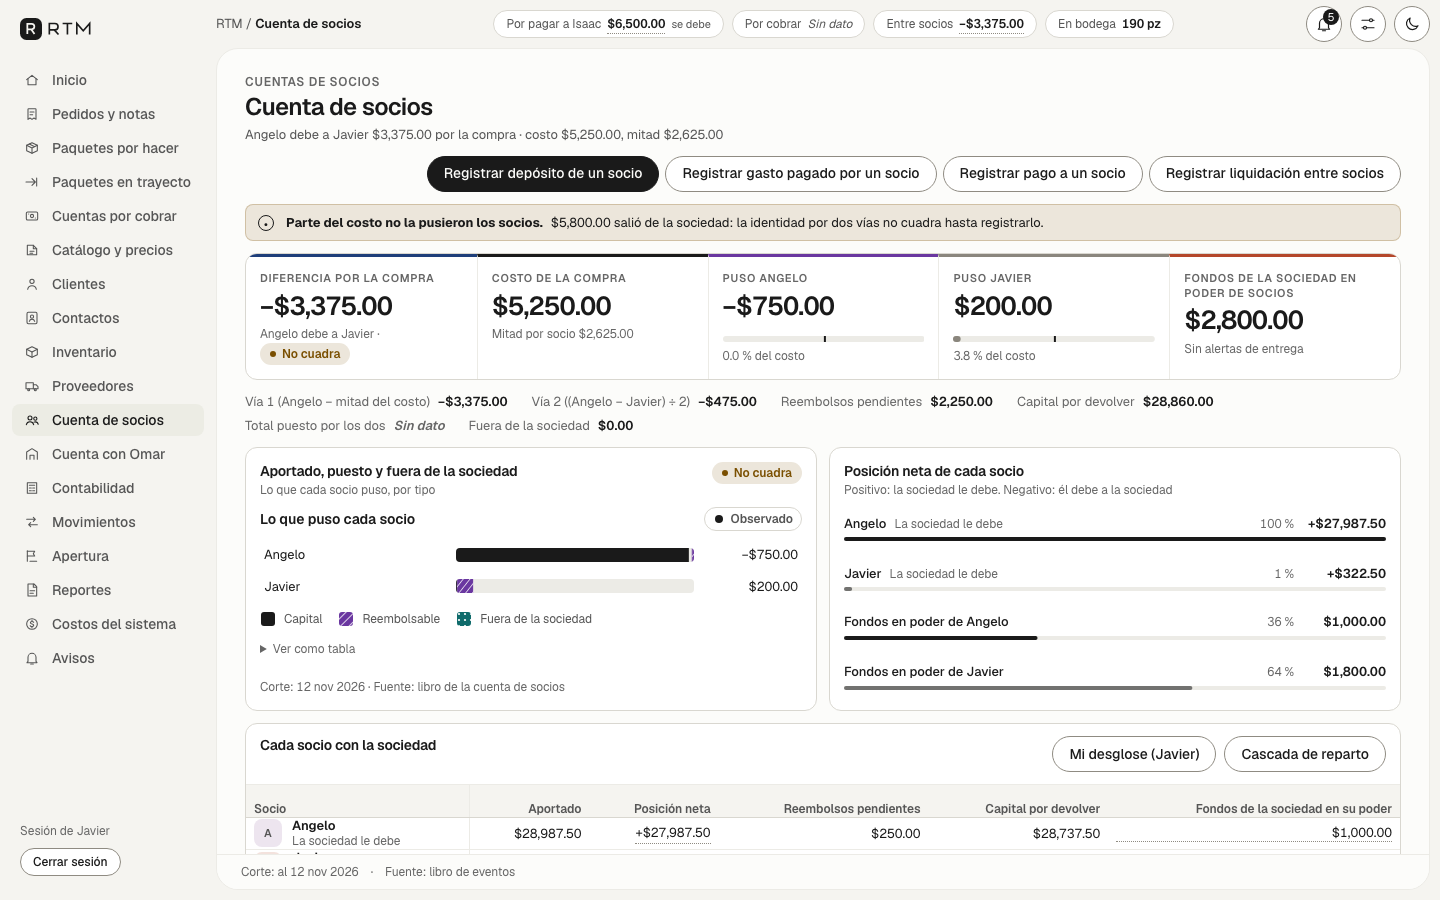 R RTM
RTM / Cuenta de socios
Por pagar a Isaac $6,500.00 se debe
Por cobrar Sin dato
Entre socios −$3,375.00
En bodega 190 pz
5
Inicio
Pedidos y notas
Paquetes por hacer
Paquetes en trayecto
Cuentas por cobrar
Catálogo y precios
Clientes
Contactos
Inventario
Proveedores
Cuenta de socios
Cuenta con Omar
Contabilidad
Movimientos
Apertura
Reportes
Costos del sistema
Avisos
Sesión de Javier
Cerrar sesión
CUENTAS DE SOCIOS
Cuenta de socios
Angelo debe a Javier $3,375.00 por la compra · costo $5,250.00, mitad $2,625.00
Registrar depósito de un socio
Registrar gasto pagado por un socio
Registrar pago a un socio
Registrar liquidación entre socios
Parte del costo no la pusieron los socios. $5,800.00 salió de la sociedad: la identidad por dos vías no cuadra hasta registrarlo.
DIFERENCIA POR LA COMPRA
−$3,375.00
Angelo debe a Javier ·
No cuadra
COSTO DE LA COMPRA
$5,250.00
Mitad por socio $2,625.00
PUSO ANGELO
−$750.00
0.0 % del costo
PUSO JAVIER
$200.00
3.8 % del costo
FONDOS DE LA SOCIEDAD EN
PODER DE SOCIOS
$2,800.00
Sin alertas de entrega
Vía 1 (Angelo − mitad del costo) −$3,375.00 Vía 2 ((Angelo − Javier) ÷ 2) −$475.00 Reembolsos pendientes $2,250.00 Capital por devolver $28,860.00
Total puesto por los dos Sin dato Fuera de la sociedad $0.00
Aportado, puesto y fuera de la sociedad
No cuadra
Lo que cada socio puso, por tipo
Lo que puso cada socio
Observado
Angelo −$750.00
Javier $200.00
Capital Reembolsable Fuera de la sociedad
Ver como tabla
Corte: 12 nov 2026 · Fuente: libro de la cuenta de socios
Posición neta de cada socio
Positivo: la sociedad le debe. Negativo: él debe a la sociedad
Angelo La sociedad le debe 100 % +$27,987.50
Javier La sociedad le debe 1 % +$322.50
Fondos en poder de Angelo 36 % $1,000.00
Fondos en poder de Javier 64 % $1,800.00
Cada socio con la sociedad
Mi desglose (Javier)
Cascada de reparto
Socio Aportado Posición neta Reembolsos pendientes Capital por devolver Fondos de la sociedad en su poder
A Angelo $28,987.50 +$27,987.50 $250.00 $28,737.50 $1,000.00
La sociedad le debe
Corte: al 12 nov 2026 · Fuente: libro de eventos